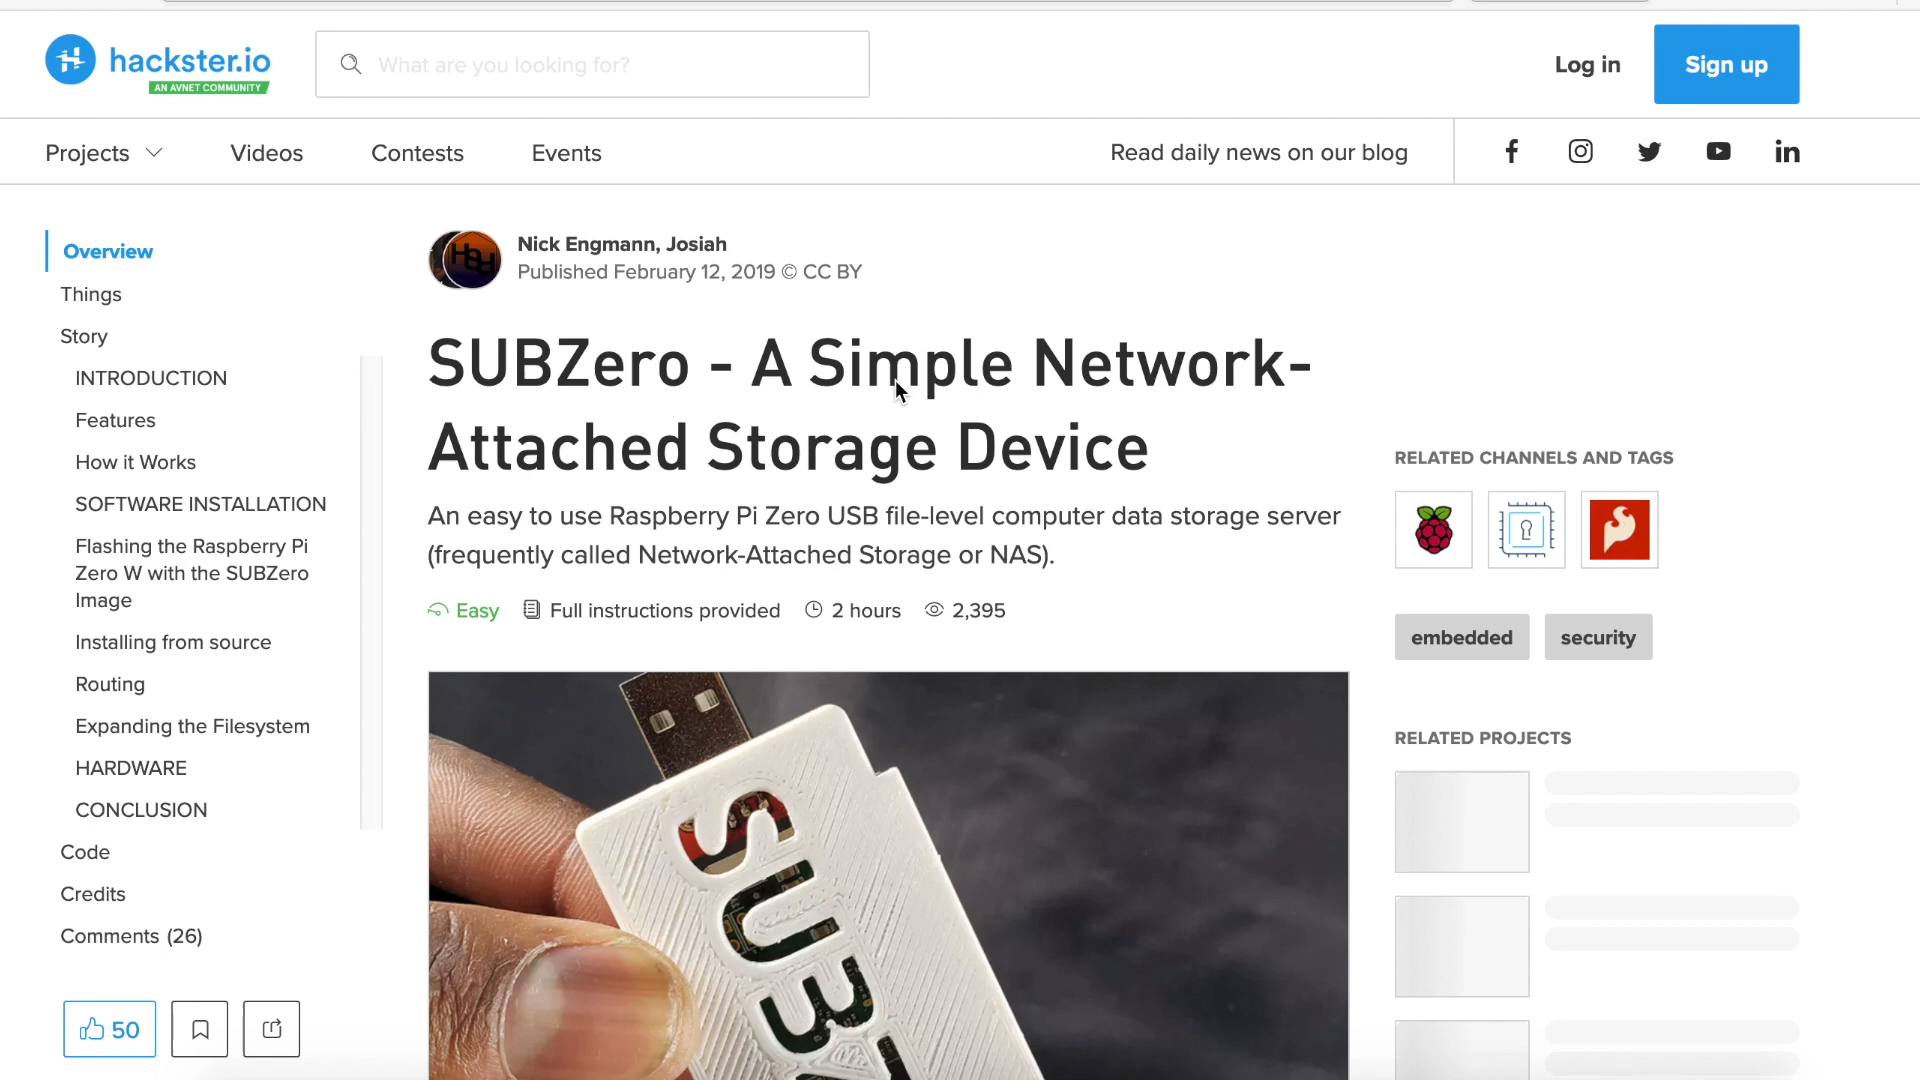 hackster.io
AN AVNET COMMUNITY
What are you looking for?
Log in
Sign up
Projects
Videos
Contests
Events
Read daily news on our blog
Overview
Things
Story
INTRODUCTION
Features
How it Works
SOFTWARE INSTALLATION
Flashing the Raspberry Pi
Zero W with the SUBZero
Image
Installing from source
Routing
Expanding the Filesystem
HARDWARE
CONCLUSION
Code
Credits
Comments (26)
50
Nick Engmann, Josiah
Published February 12, 2019 © CC BY
SUBZero - A Simple Network-
Attached Storage Device
An easy to use Raspberry Pi Zero USB file-level computer data storage server
(frequently called Network-Attached Storage or NAS).
Easy
Full instructions provided
2 hours
2,395
SUB
RELATED CHANNELS AND TAGS
embedded
security
RELATED PROJECTS